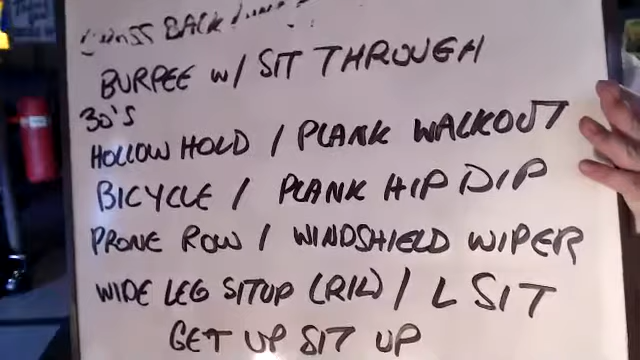 BACK
BURPEE W/ SIT THROUGH
30'S
HOLLOW HOLD / PLANK WALKOUT
BICYCLE / PLANK HIP DIP
PRONE ROW / WINDSHIELD WIPER
WIDE LEG SITUP (R|L) / L SIT
GET UP SIT UP